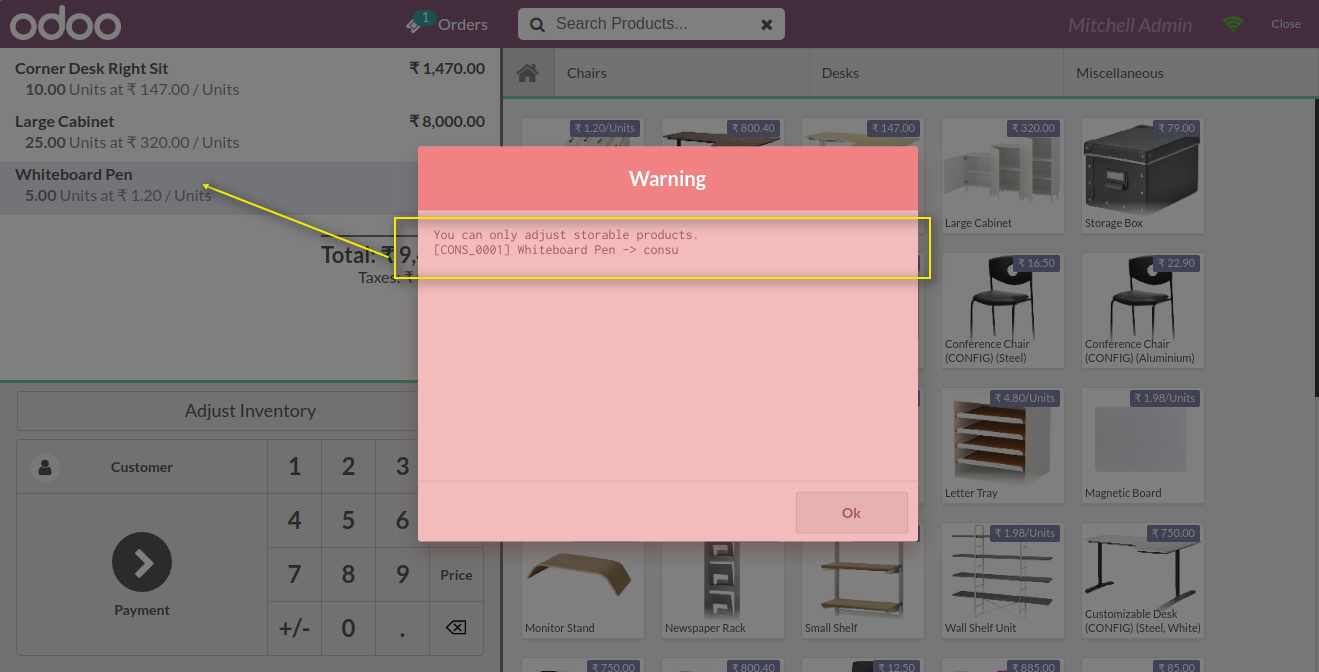 odoo
1
Orders
Search Products...
Mitchell Admin
Close
Corner Desk Right Sit
₹ 1,470.00
10.00 Units at ₹ 147.00 / Units
Large Cabinet
₹ 8,000.00
25.00 Units at ₹ 320.00 / Units
Whiteboard Pen
5.00 Units at ₹ 1.20 / Units
Total: ₹ 9,
Taxes: ₹
Adjust Inventory
Customer
1 2 3
4 5 6
7 8 9 Price
+/- 0 .
Payment
Chairs
Desks
Miscellaneous
₹ 1.20/Units
₹ 800.40
₹ 147.00
₹ 320.00
₹ 79.00
Large Cabinet
Storage Box
₹ 16.50
₹ 22.90
Conference Chair
(CONFIG) (Steel)
Conference Chair
(CONFIG) (Aluminium)
₹ 4.80/Units
₹ 1.98/Units
Letter Tray
Magnetic Board
₹ 1.98/Units
₹ 750.00
Monitor Stand
Newspaper Rack
Small Shelf
Wall Shelf Unit
Customizable Desk
(CONFIG) (Steel, White)
₹ 750.00
₹ 800.40
₹ 12.50
₹ 885.00
₹ 85.00
Warning
You can only adjust storable products.
[CONS_0001] Whiteboard Pen -> consu
Ok